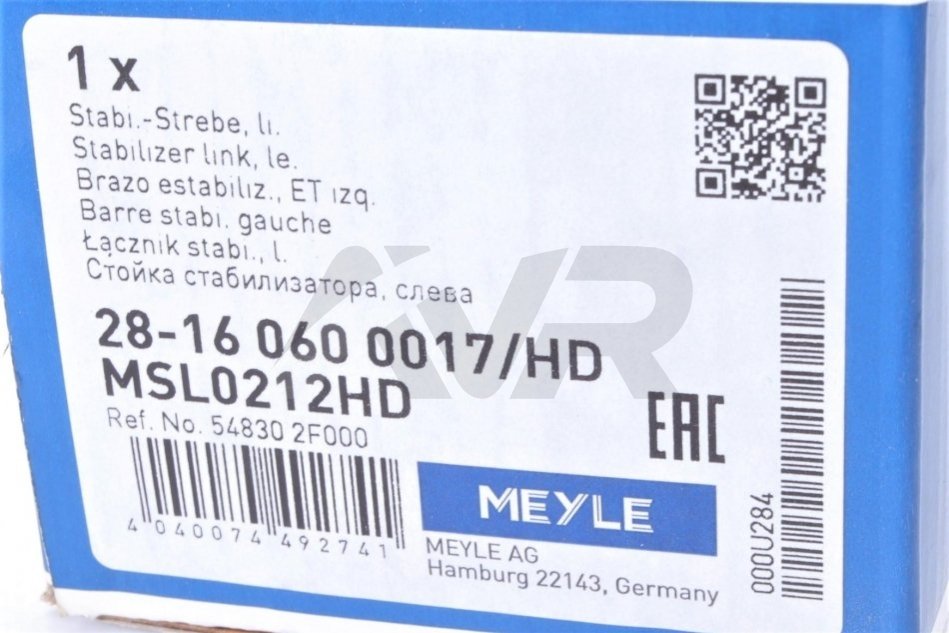 1 x
Stabi.-Strebe, li.
Stabilizer link, le.
Brazo estabiliz., ET izq.
Barre stabi. gauche
Łącznik stabi., l.
Стойка стабилизатора, слева
28-16 060 0017/HD
MSL0212HD
Ref. No. 54830 2F000
4 040074 492741
MEYLE
MEYLE AG
Hamburg 22143, Germany
EAC
000U284
AVR